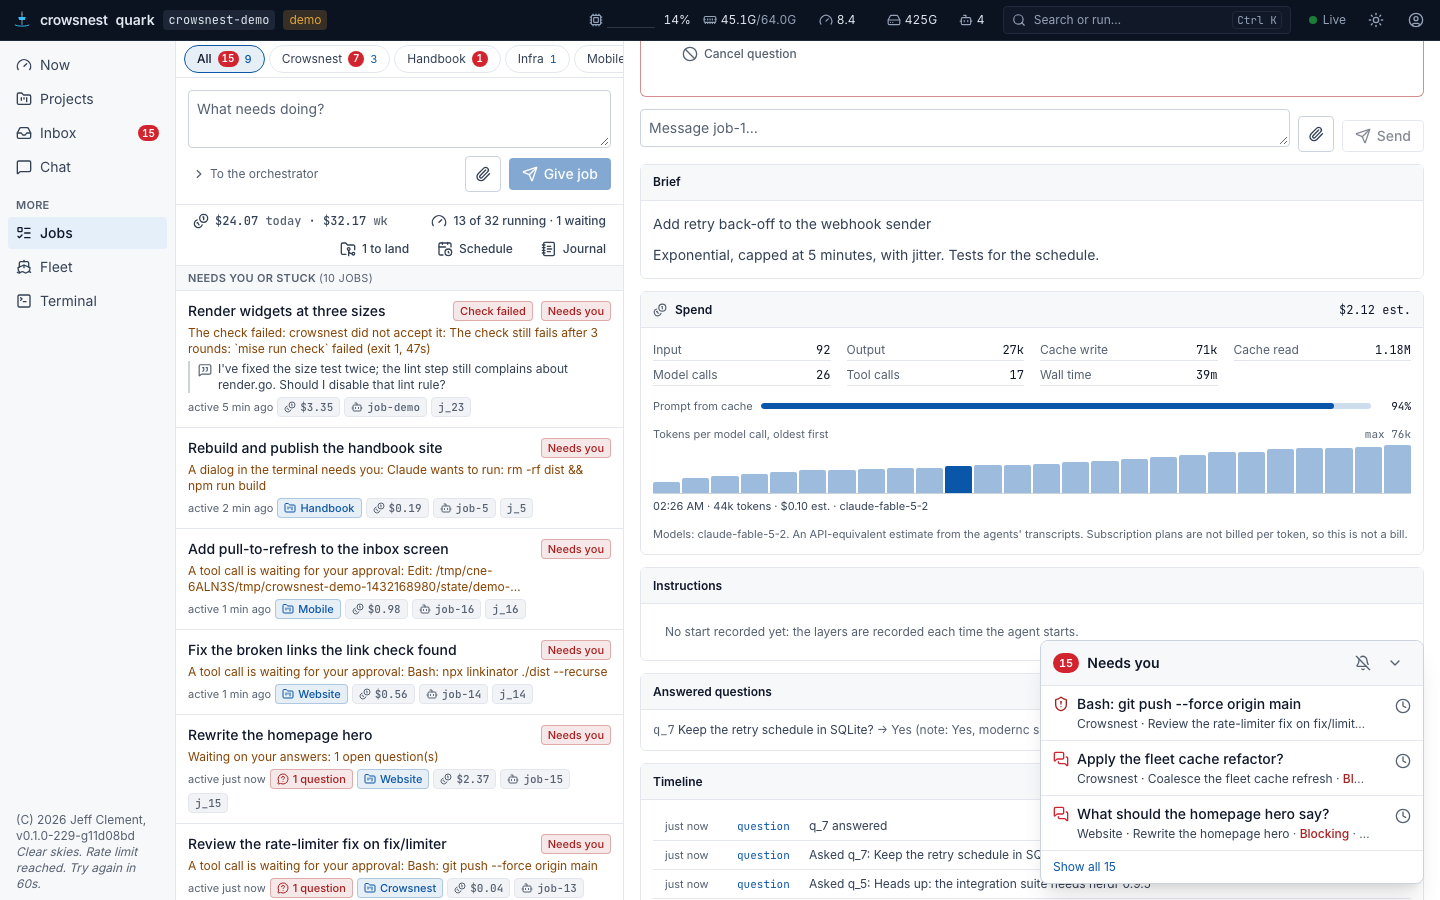 crowsnest quark crowsnest-demo demo
14% 45.1G/64.0G 8.4 425G 4
Search or run... Ctrl K
Live
Now
Projects
Inbox 15
Chat
MORE
Jobs
Fleet
Terminal
(C) 2026 Jeff Clement,
v0.1.0-229-g11d08bd
Clear skies. Rate limit
reached. Try again in
60s.
All 15 9 Crowsnest 7 3 Handbook 1 Infra 1 Mobile
What needs doing?
To the orchestrator
Give job
$24.07 today · $32.17 wk
13 of 32 running · 1 waiting
1 to land Schedule Journal
NEEDS YOU OR STUCK (10 JOBS)
Render widgets at three sizes Check failed Needs you
The check failed: crowsnest did not accept it: The check still fails after 3
rounds: `mise run check` failed (exit 1, 47s)
I've fixed the size test twice; the lint step still complains about
render.go. Should I disable that lint rule?
active 5 min ago $3.35 job-demo j_23
Rebuild and publish the handbook site Needs you
A dialog in the terminal needs you: Claude wants to run: rm -rf dist &&
npm run build
active 2 min ago Handbook $0.19 job-5 j_5
Add pull-to-refresh to the inbox screen Needs you
A tool call is waiting for your approval: Edit: /tmp/cne-
6ALN3S/tmp/crowsnest-demo-1432168980/state/demo-...
active 1 min ago Mobile $0.98 job-16 j_16
Fix the broken links the link check found Needs you
A tool call is waiting for your approval: Bash: npx linkinator ./dist --recurse
active 1 min ago Website $0.56 job-14 j_14
Rewrite the homepage hero Needs you
Waiting on your answers: 1 open question(s)
active just now 1 question Website $2.37 job-15
j_15
Review the rate-limiter fix on fix/limiter Needs you
A tool call is waiting for your approval: Bash: git push --force origin main
active just now 1 question Crowsnest $0.04 job-13
Cancel question
Message job-1...
Send
Brief
Add retry back-off to the webhook sender
Exponential, capped at 5 minutes, with jitter. Tests for the schedule.
Spend $2.12 est.
Input 92 Output 27k Cache write 71k Cache read 1.18M
Model calls 26 Tool calls 17 Wall time 39m
Prompt from cache 94%
Tokens per model call, oldest first max 76k
02:26 AM · 44k tokens · $0.10 est. · claude-fable-5-2
Models: claude-fable-5-2. An API-equivalent estimate from the agents' transcripts. Subscription plans are not billed per token, so this is not a bill.
Instructions
No start recorded yet: the layers are recorded each time the agent starts.
Answered questions
q_7 Keep the retry schedule in SQLite? → Yes (note: Yes, modernc s
Timeline
just now question q_7 answered
just now question Asked q_7: Keep the retry schedule in SQ
just now question Asked q_5: Heads up: the integration suite needs herdr 0.9.5
15 Needs you
Bash: git push --force origin main
Crowsnest · Review the rate-limiter fix on fix/limit...
Apply the fleet cache refactor?
Crowsnest · Coalesce the fleet cache refresh · Bl...
What should the homepage hero say?
Website · Rewrite the homepage hero · Blocking · ...
Show all 15